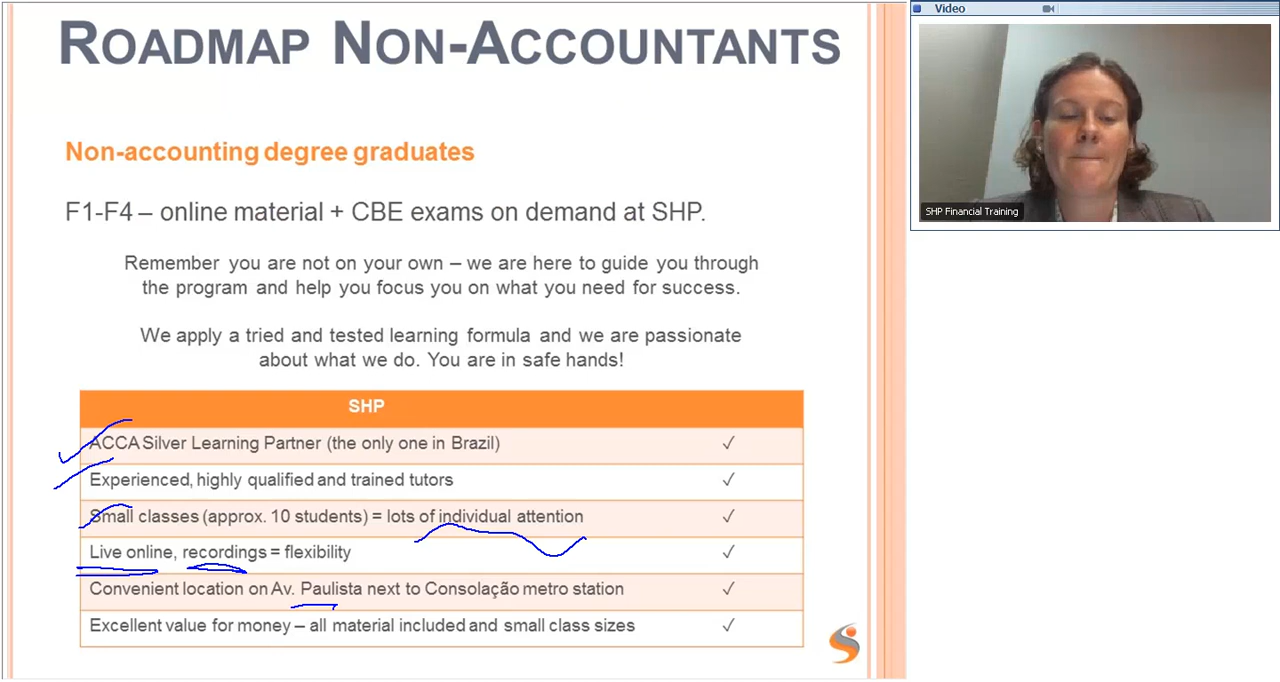 ROADMAP NON-ACCOUNTANTS
Non-accounting degree graduates
F1-F4 – online material + CBE exams on demand at SHP.
Remember you are not on your own – we are here to guide you through
the program and help you focus you on what you need for success.
We apply a tried and tested learning formula and we are passionate
about what we do. You are in safe hands!
SHP
ACCA Silver Learning Partner (the only one in Brazil) ✓
Experienced, highly qualified and trained tutors ✓
Small classes (approx. 10 students) = lots of individual attention ✓
Live online, recordings = flexibility ✓
Convenient location on Av. Paulista next to Consolação metro station ✓
Excellent value for money – all material included and small class sizes ✓
Video
SHP Financial Training